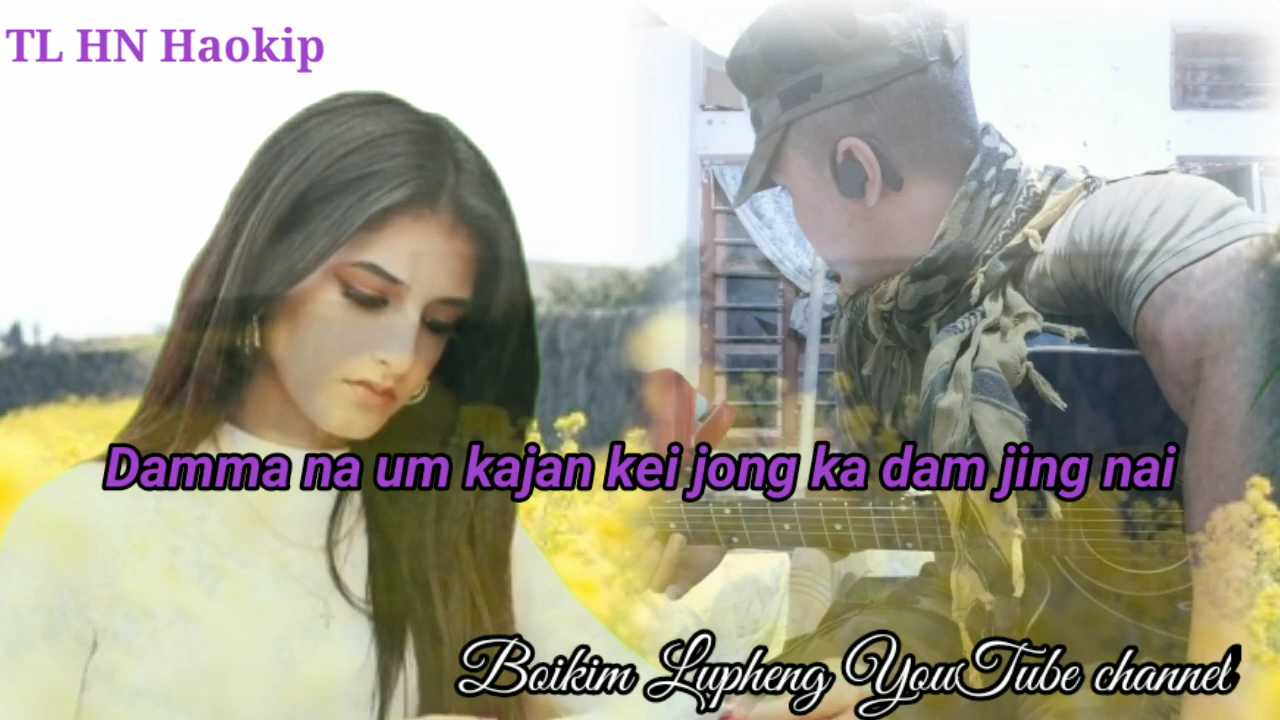 TL HN Haokip
Damma na um kajan kei jong ka dam jing nai
Boikim Lupheng YouTube channel